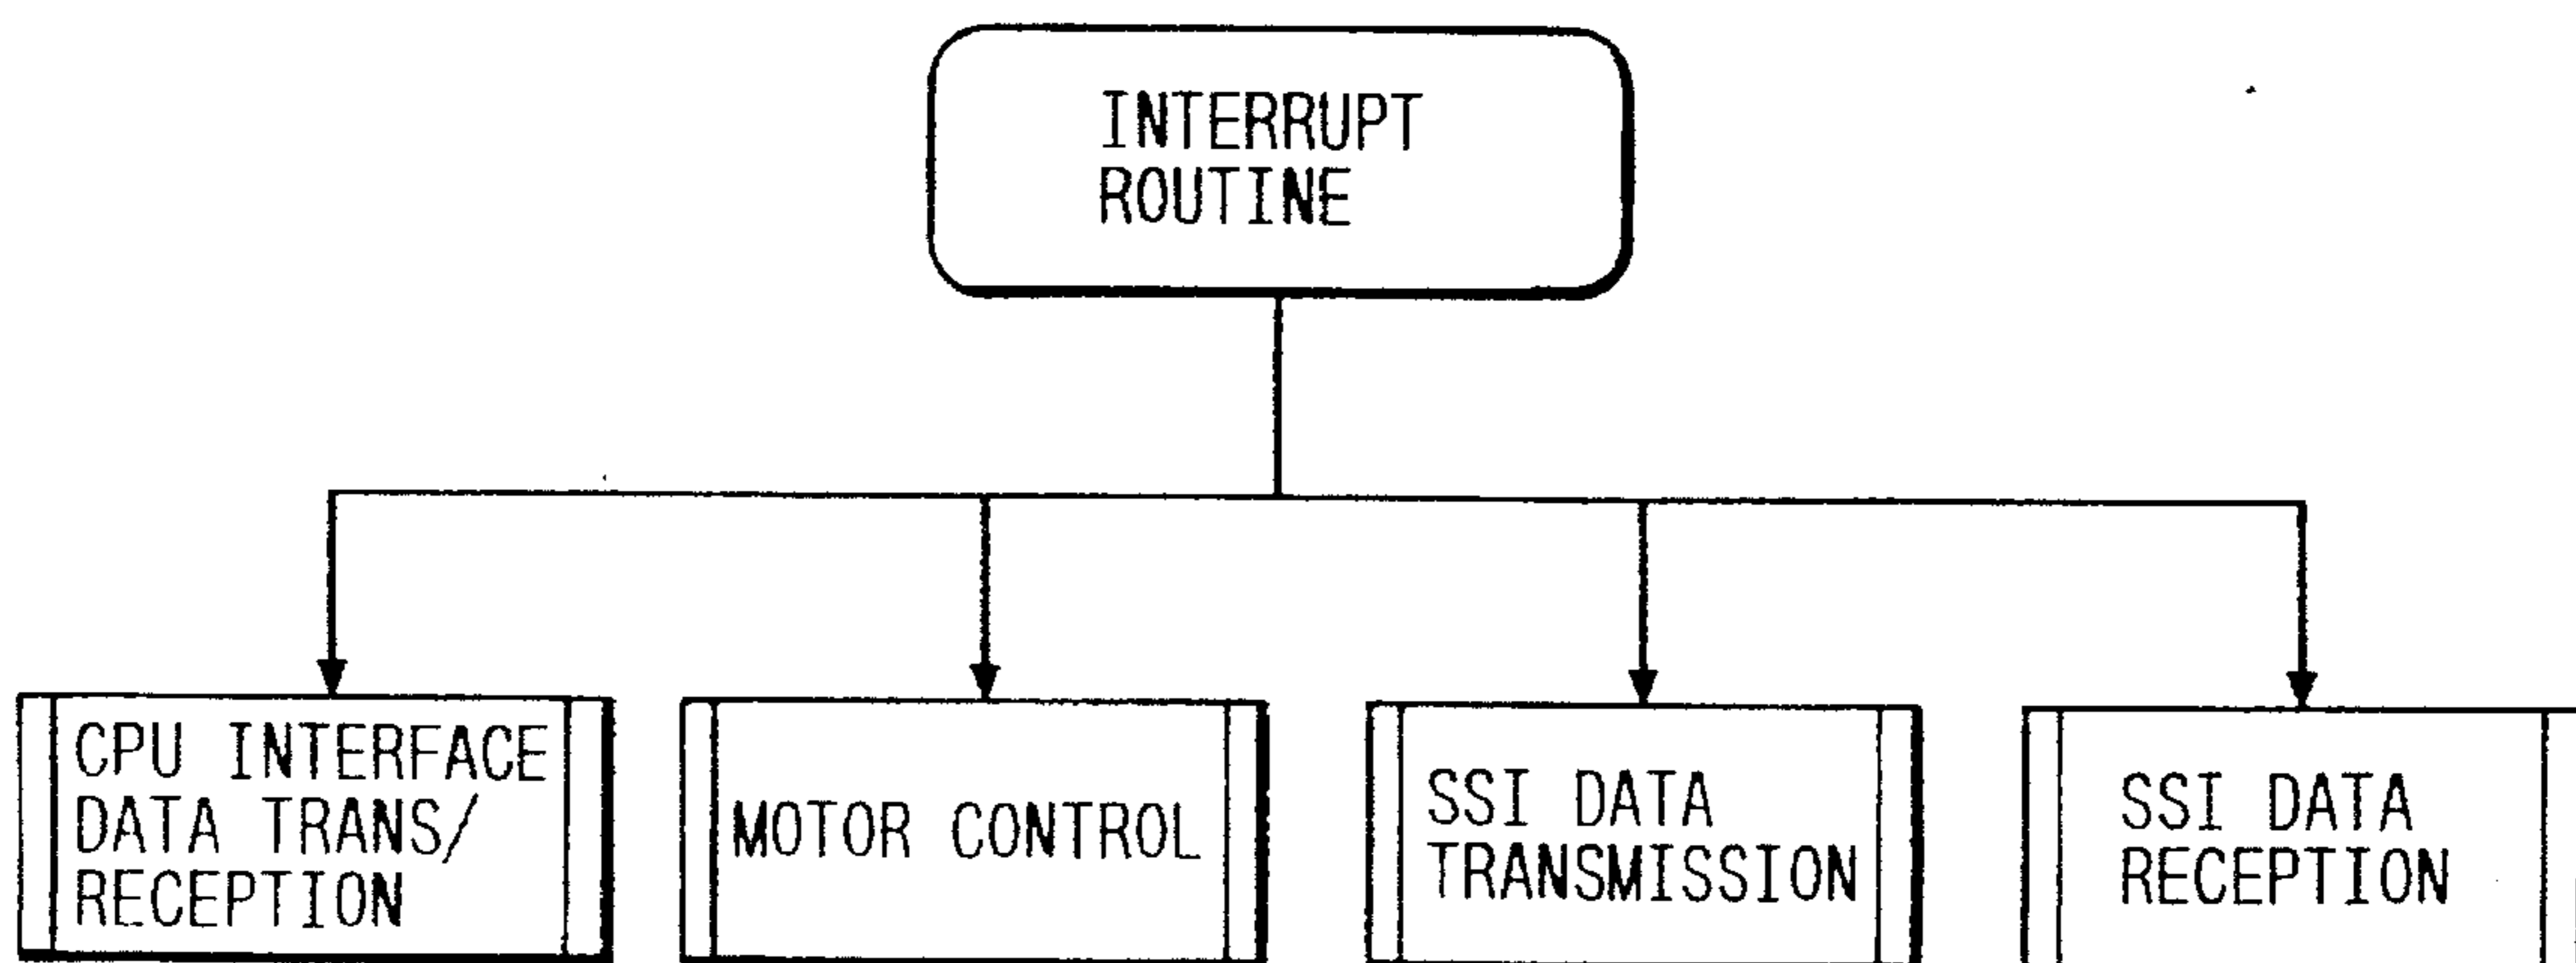 INTERRUPT
ROUTINE
CPU INTERFACE
DATA TRANS/
RECEPTION
MOTOR CONTROL
SSI DATA
TRANSMISSION
SSI DATA
RECEPTION